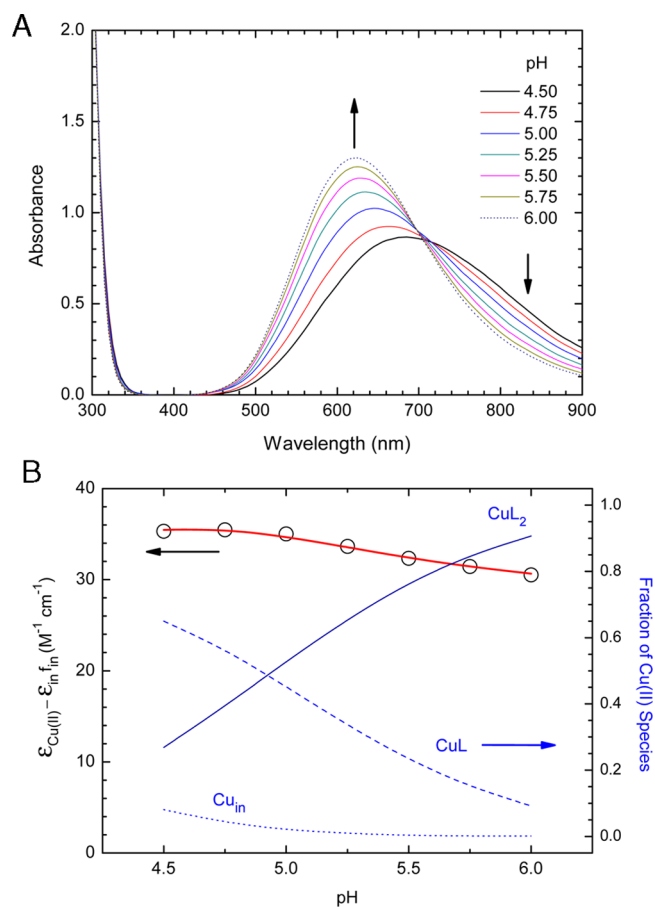 A
2.0
1.5
1.0
0.5
0.0
Absorbance
300 400 500 600 700 800 900
Wavelength (nm)
pH
4.50
4.75
5.00
5.25
5.50
5.75
6.00
B
40
30
20
10
0
εCu(II) – εin fin (M⁻¹ cm⁻¹)
CuL₂
CuL
Cuin
1.0
0.8
0.6
0.4
0.2
0.0
Fraction of Cu(II) Species
4.5 5.0 5.5 6.0
pH